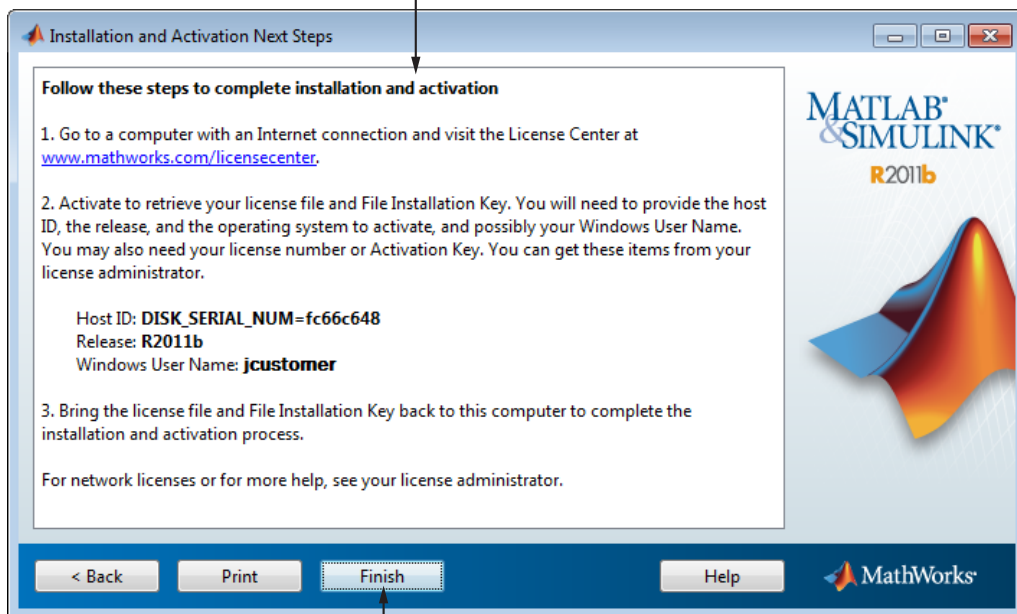 Installation and Activation Next Steps
Follow these steps to complete installation and activation
1. Go to a computer with an Internet connection and visit the License Center at
www.mathworks.com/licensecenter.
2. Activate to retrieve your license file and File Installation Key. You will need to provide the host
ID, the release, and the operating system to activate, and possibly your Windows User Name.
You may also need your license number or Activation Key. You can get these items from your
license administrator.
Host ID: DISK_SERIAL_NUM=fc66c648
Release: R2011b
Windows User Name: jcustomer
3. Bring the license file and File Installation Key back to this computer to complete the
installation and activation process.
For network licenses or for more help, see your license administrator.
MATLAB®
&SIMULINK®
R2011b
< Back
Print
Finish
Help
MathWorks®